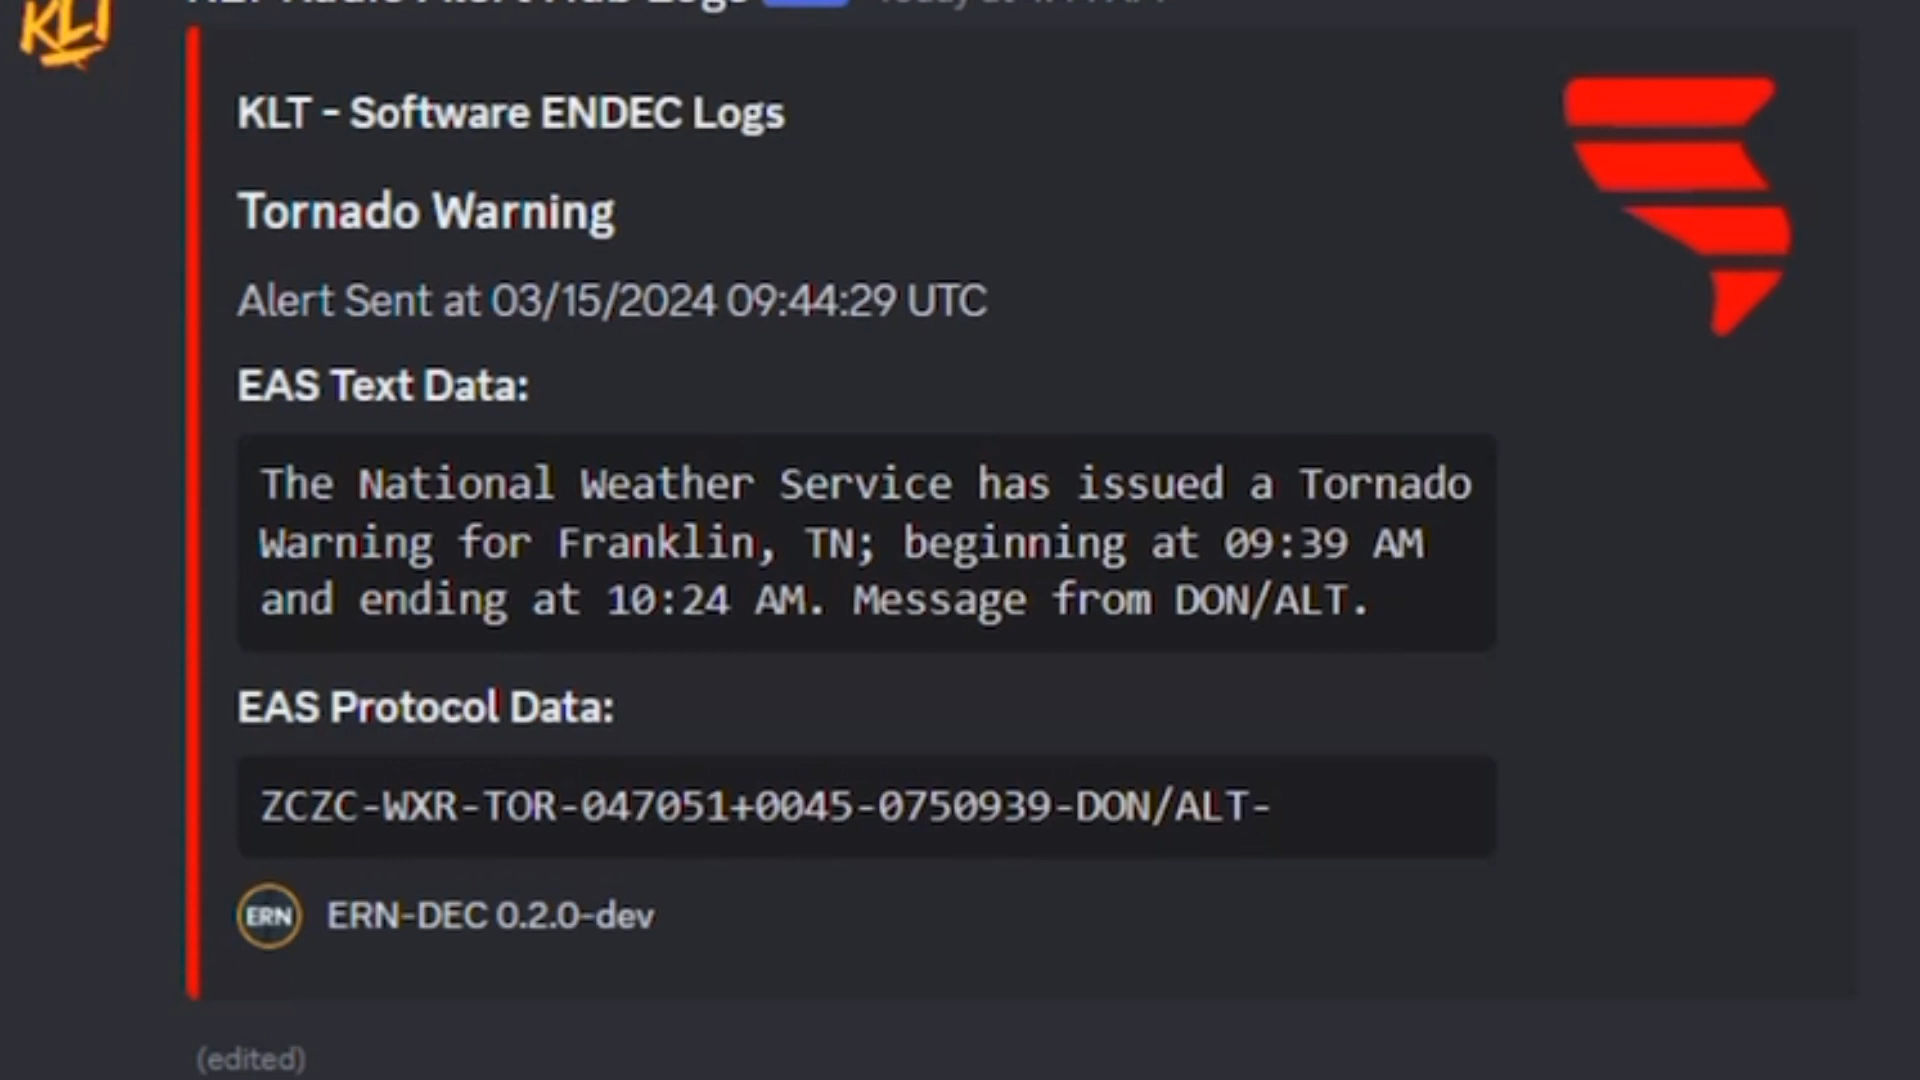 KLT
KLT - Software ENDEC Logs
Tornado Warning
Alert Sent at 03/15/2024 09:44:29 UTC
EAS Text Data:
The National Weather Service has issued a Tornado
Warning for Franklin, TN; beginning at 09:39 AM
and ending at 10:24 AM. Message from DON/ALT.
EAS Protocol Data:
ZCZC-WXR-TOR-047051+0045-0750939-DON/ALT-
ERN ERN-DEC 0.2.0-dev
(edited)